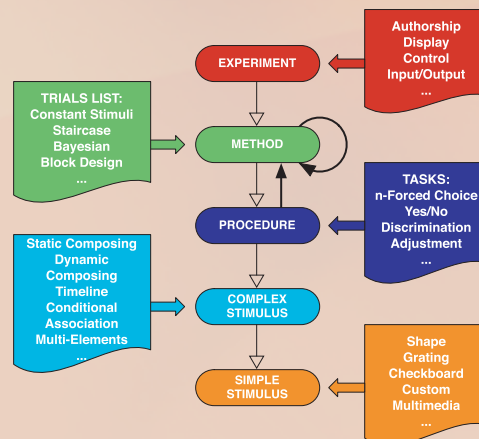 EXPERIMENT
Authorship
Display
Control
Input/Output
...
TRIALS LIST:
Constant Stimuli
Staircase
Bayesian
Block Design
...
METHOD
TASKS:
n-Forced Choice
Yes/No
Discrimination
Adjustment
...
PROCEDURE
Static Composing
Dynamic
Composing
Timeline
Conditional
Association
Multi-Elements
...
COMPLEX
STIMULUS
Shape
Grating
Checkboard
Custom
Multimedia
...
SIMPLE
STIMULUS